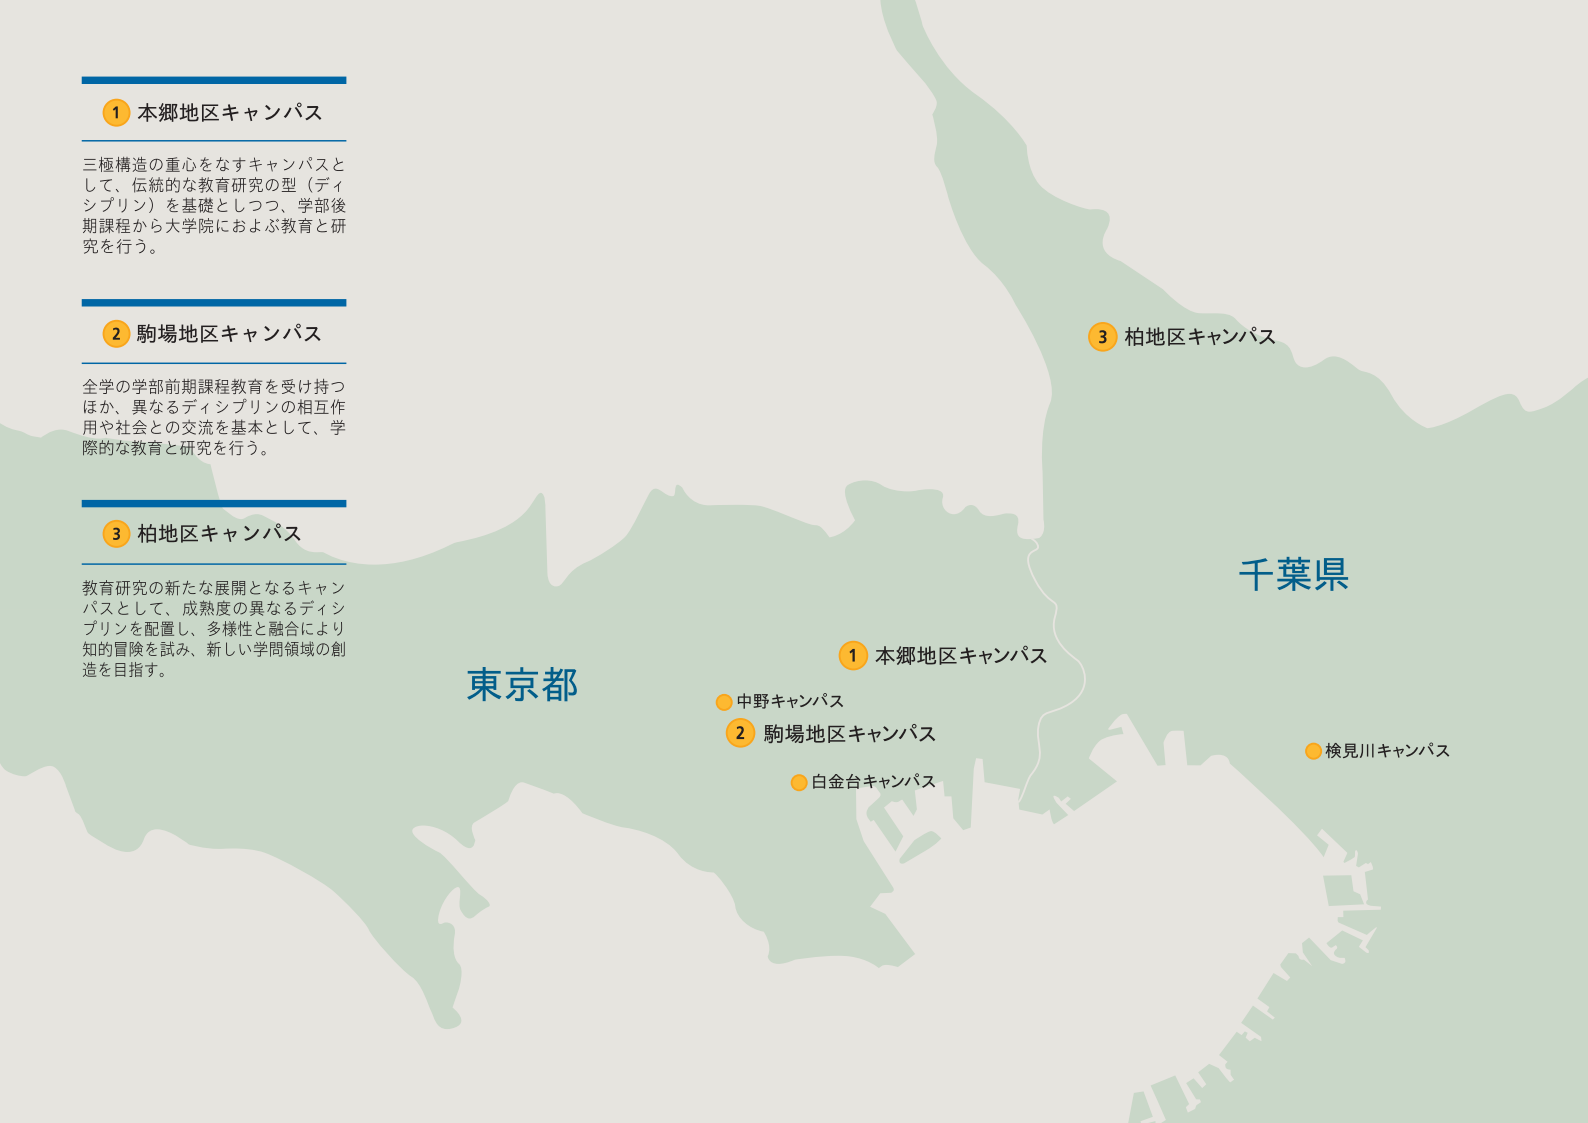 1 本郷地区キャンパス
三極構造の重心をなすキャンパスと
して、伝統的な教育研究の型（ディ
シプリン）を基礎としつつ、学部後
期課程から大学院におよぶ教育と研
究を行う。
2 駒場地区キャンパス
全学の学部前期課程教育を受け持つ
ほか、異なるディシプリンの相互作
用や社会との交流を基本として、学
際的な教育と研究を行う。
3 柏地区キャンパス
教育研究の新たな展開となるキャン
パスとして、成熟度の異なるディシ
プリンを配置し、多様性と融合により
知的冒険を試み、新しい学問領域の創
造を目指す。
3 柏地区キャンパス
千葉県
1 本郷地区キャンパス
東京都
中野キャンパス
2 駒場地区キャンパス
検見川キャンパス
白金台キャンパス